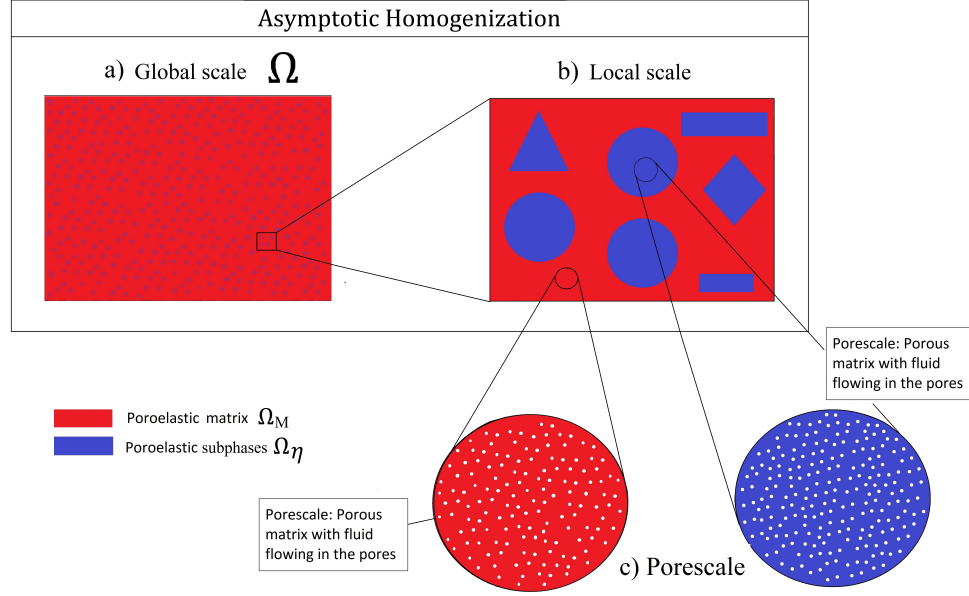 Asymptotic Homogenization
a) Global scale Ω
b) Local scale
Porescale: Porous
matrix with fluid
flowing in the pores
Poroelastic matrix Ω_M
Poroelastic subphases Ω_η
Porescale: Porous
matrix with fluid
flowing in the pores
c) Porescale